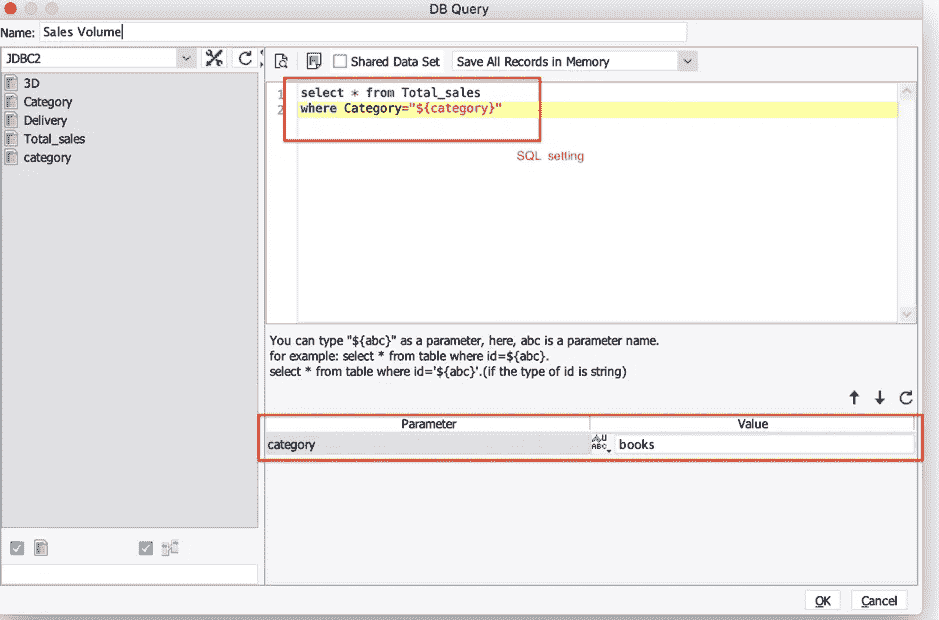 DB Query
Name: Sales Volume
JDBC2
Shared Data Set
Save All Records in Memory
3D
Category
Delivery
Total_sales
category
1 select * from Total_sales
2 where Category="${category}"
SQL setting
You can type "${abc}" as a parameter, here, abc is a parameter name.
for example: select * from table where id=${abc}.
select * from table where id='${abc}'.(if the type of id is string)
Parameter Value
category books
OK Cancel